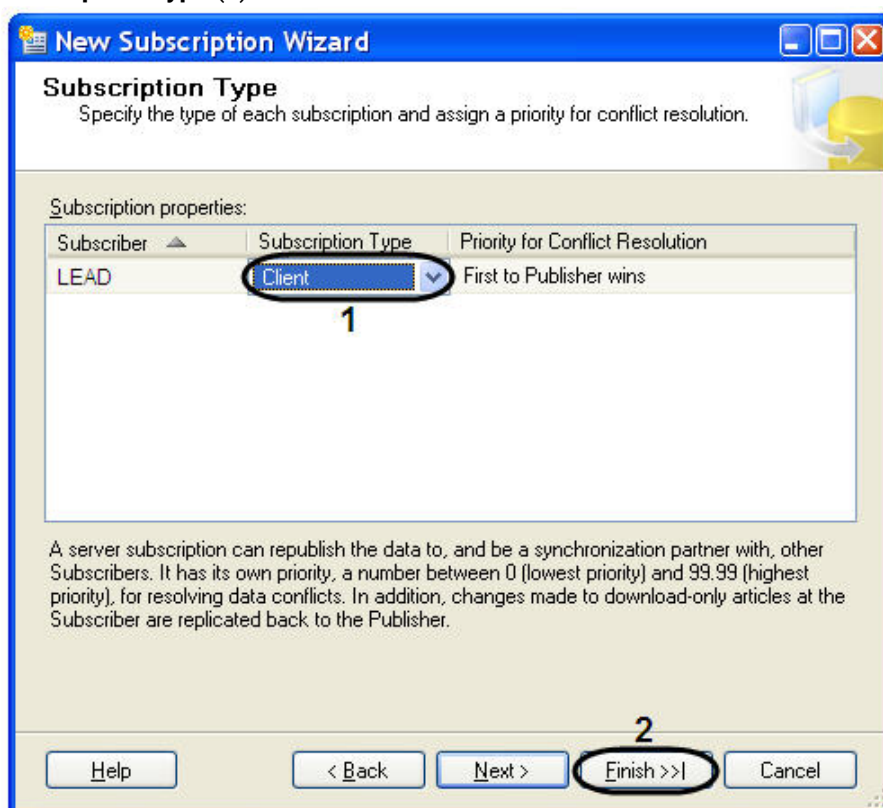 New Subscription Wizard
Subscription Type
Specify the type of each subscription and assign a priority for conflict resolution.
Subscription properties:
Subscriber Subscription Type Priority for Conflict Resolution
LEAD Client First to Publisher wins
1
A server subscription can republish the data to, and be a synchronization partner with, other
Subscribers. It has its own priority, a number between 0 (lowest priority) and 99.99 (highest
priority), for resolving data conflicts. In addition, changes made to download-only articles at the
Subscriber are replicated back to the Publisher.
2
Help < Back Next > Finish >>| Cancel